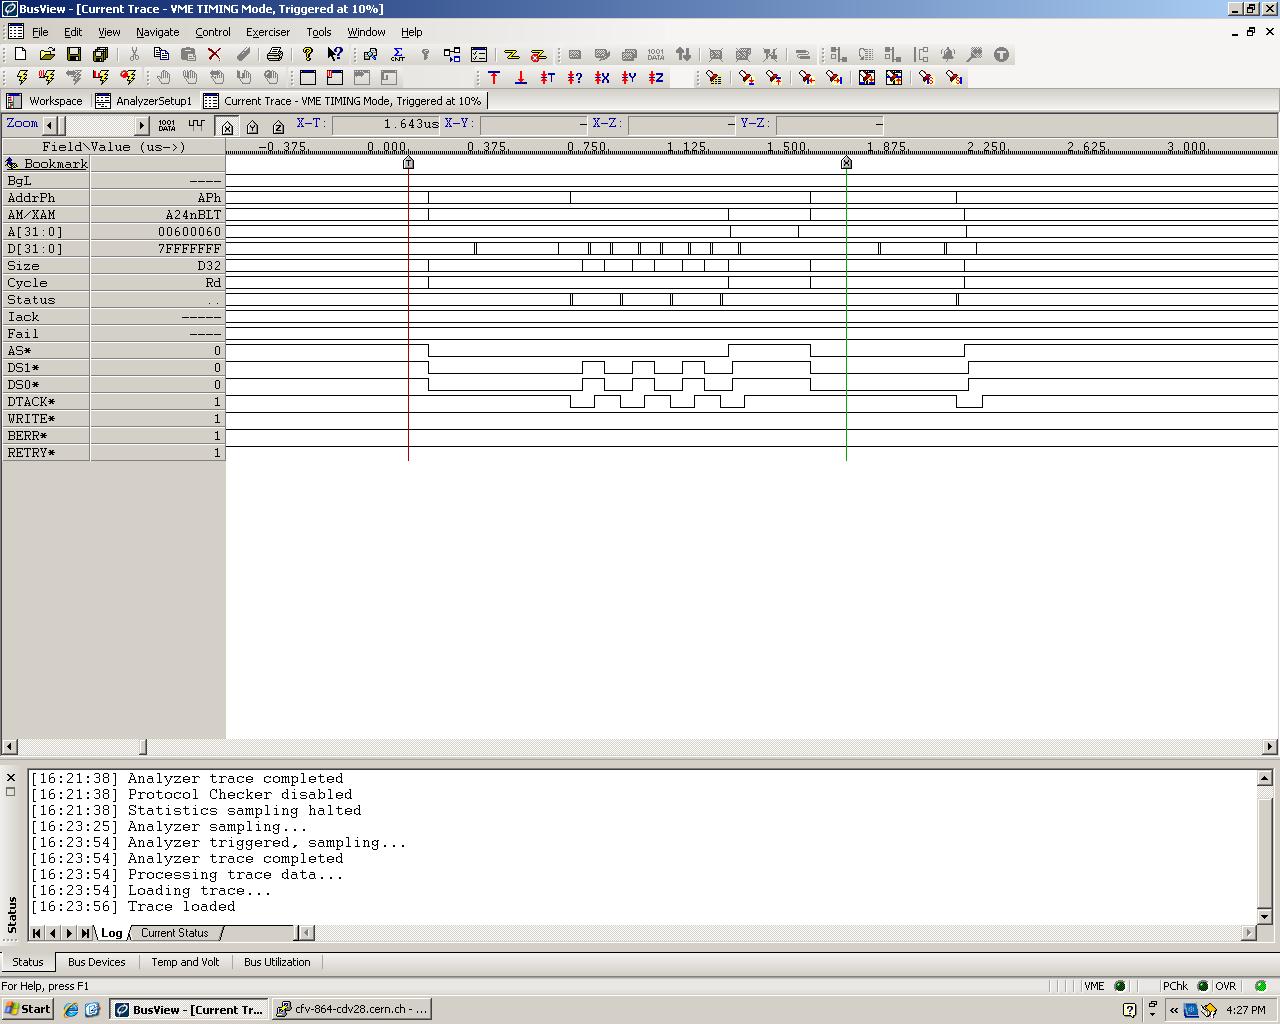 BusView - [Current Trace - VME TIMING Mode, Triggered at 10%]
File Edit View Navigate Control Exerciser Tools Window Help
Workspace AnalyzerSetup1 Current Trace - VME TIMING Mode, Triggered at 10%
Zoom 1001 DATA X Y Z X-T: 1.643us X-Y: - X-Z: - Y-Z: -
Field\Value (us->) -0.375 0.000 0.375 0.750 1.125 1.500 1.875 2.250 2.625 3.000
Bookmark T X
BgL ----
AddrPh APh
AM/XAM A24nBLT
A[31:0] 00600060
D[31:0] 7FFFFFFF
Size D32
Cycle Rd
Status ..
Iack -----
Fail ----
AS* 0
DS1* 0
DS0* 0
DTACK* 1
WRITE* 1
BERR* 1
RETRY* 1
[16:21:38] Analyzer trace completed
[16:21:38] Protocol Checker disabled
[16:21:38] Statistics sampling halted
[16:23:25] Analyzer sampling...
[16:23:54] Analyzer triggered, sampling...
[16:23:54] Analyzer trace completed
[16:23:54] Processing trace data...
[16:23:54] Loading trace...
[16:23:56] Trace loaded
Status
Log Current Status
Status Bus Devices Temp and Volt Bus Utilization
For Help, press F1 VME PChk OVR
Start BusView - [Current Tr... cfv-864-cdv28.cern.ch - ... 4:27 PM